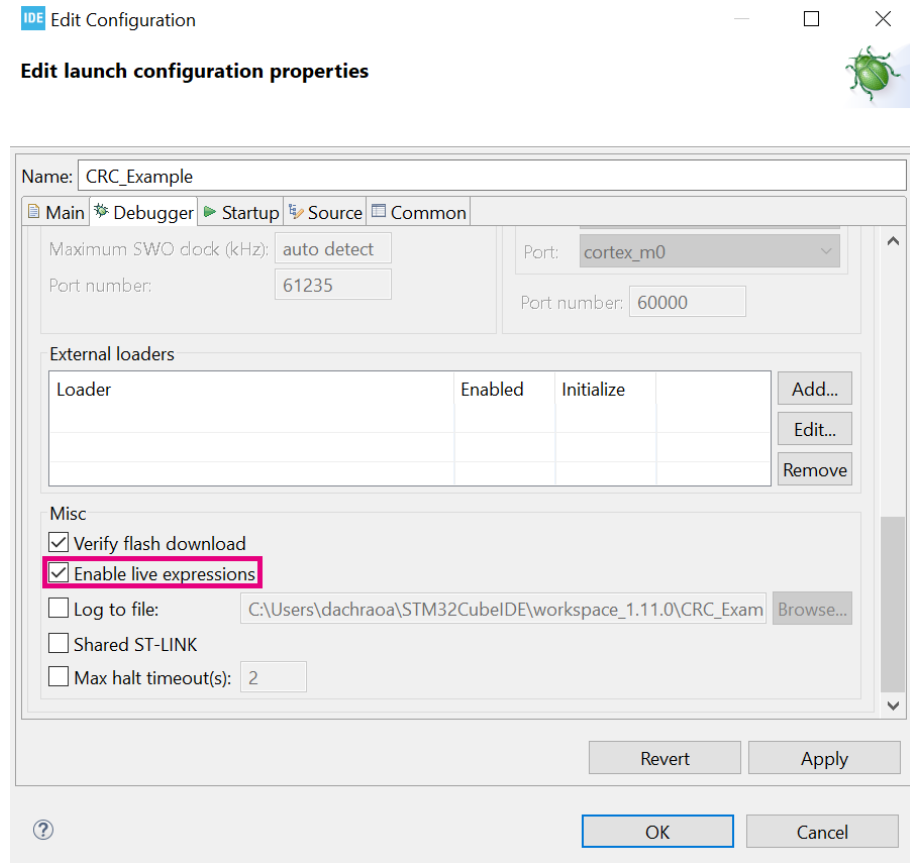 IDE Edit Configuration
Edit launch configuration properties
Name: CRC_Example
Main Debugger Startup Source Common
Maximum SWO clock (kHz): auto detect
Port: cortex_m0
Port number: 61235
Port number: 60000
External loaders
Loader Enabled Initialize Add...
Edit...
Remove
Misc
Verify flash download
Enable live expressions
Log to file: C:\Users\dachraoa\STM32CubeIDE\workspace_1.11.0\CRC_Exam Browse...
Shared ST-LINK
Max halt timeout(s): 2
Revert Apply
? OK Cancel